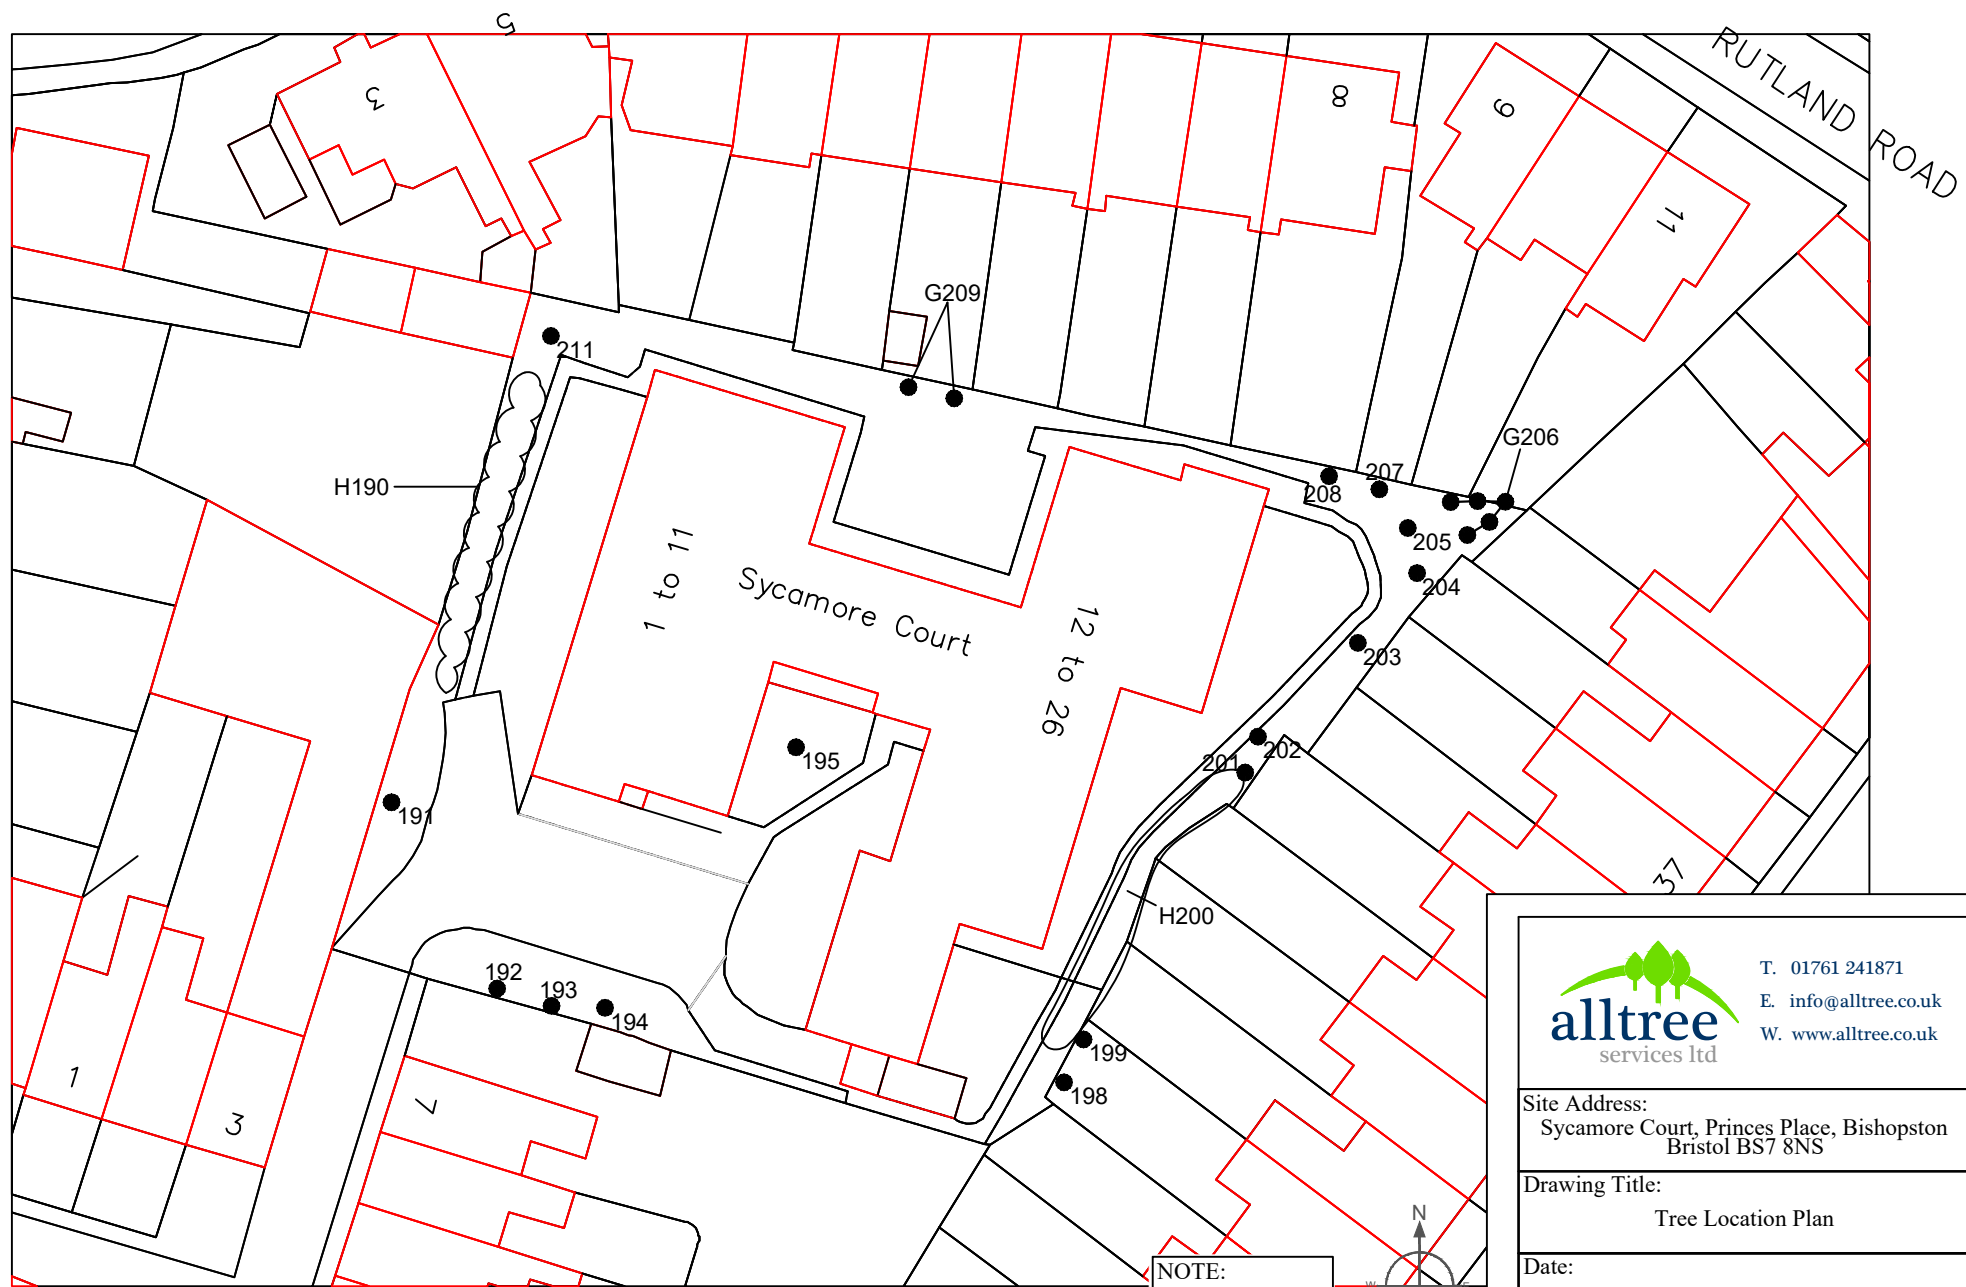 5
3
8
9
11
RUTLAND ROAD
G209
211
G206
H190
207
208
205
204
1 to 11
Sycamore Court
12 to 26
203
202
201
195
191
37
H200
192
193
194
199
198
1
3
7
alltree
services ltd
T. 01761 241871
E. info@alltree.co.uk
W. www.alltree.co.uk
Site Address:
Sycamore Court, Princes Place, Bishopston
Bristol BS7 8NS
Drawing Title:
Tree Location Plan
Date:
N
NOTE: